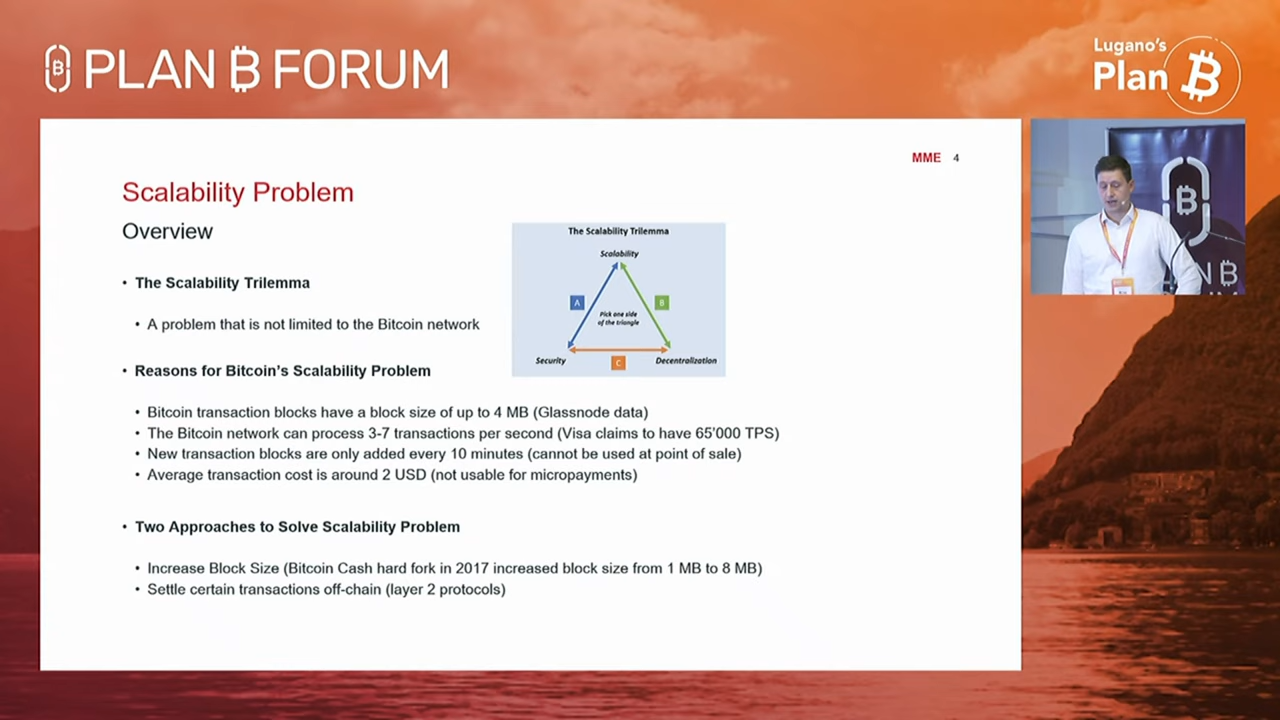 PLAN ₿ FORUM
Lugano's
Plan ₿
MME 4
Scalability Problem
Overview
The Scalability Trilemma
Scalability
A
B
Pick one side
of the triangle
Security
C
Decentralization
• The Scalability Trilemma
• A problem that is not limited to the Bitcoin network
• Reasons for Bitcoin's Scalability Problem
• Bitcoin transaction blocks have a block size of up to 4 MB (Glassnode data)
• The Bitcoin network can process 3-7 transactions per second (Visa claims to have 65'000 TPS)
• New transaction blocks are only added every 10 minutes (cannot be used at point of sale)
• Average transaction cost is around 2 USD (not usable for micropayments)
• Two Approaches to Solve Scalability Problem
• Increase Block Size (Bitcoin Cash hard fork in 2017 increased block size from 1 MB to 8 MB)
• Settle certain transactions off-chain (layer 2 protocols)